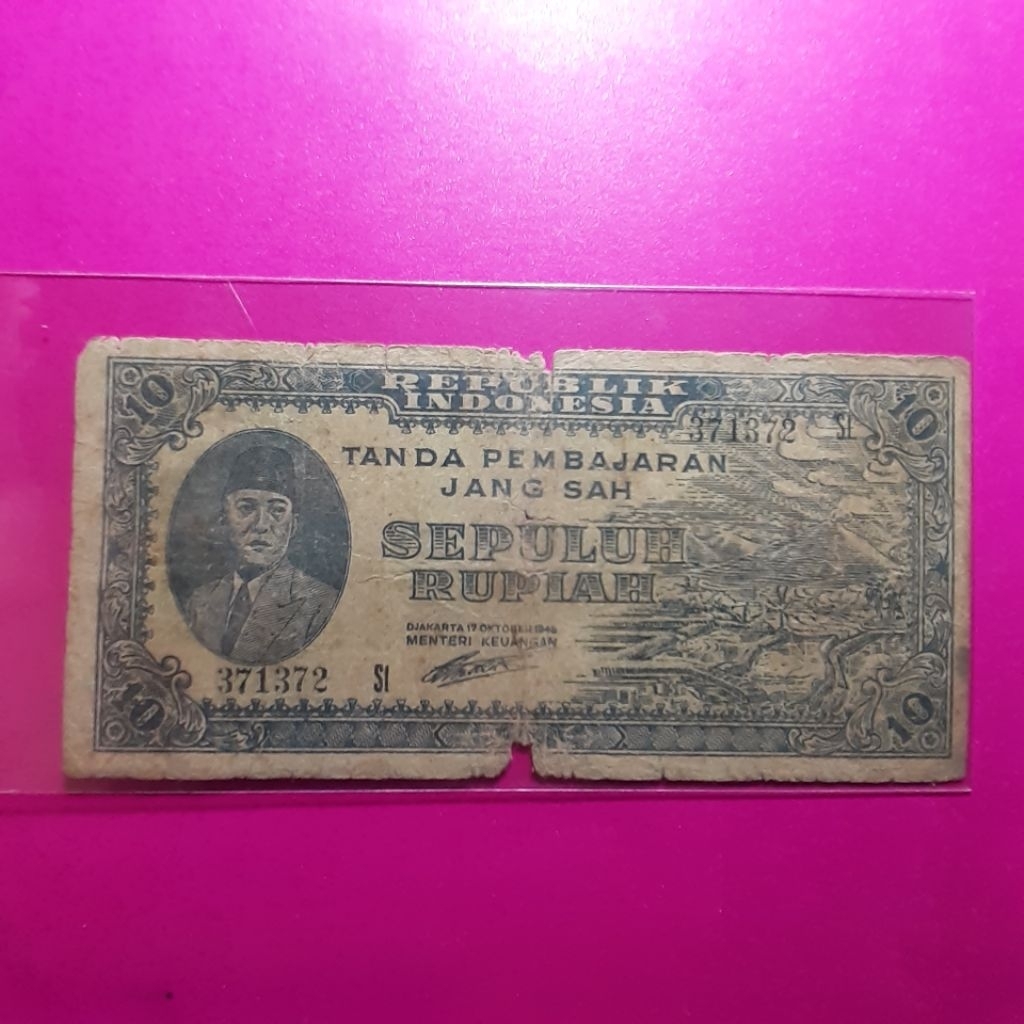 10
REPUBLIK
INDONESIA
10
371372 SI
TANDA PEMBAJARAN
JANG SAH
SEPULUH
RUPIAH
DJAKARTA 17 OKTOBER 1945
MENTERI KEUANGAN
371372 SI
10
10